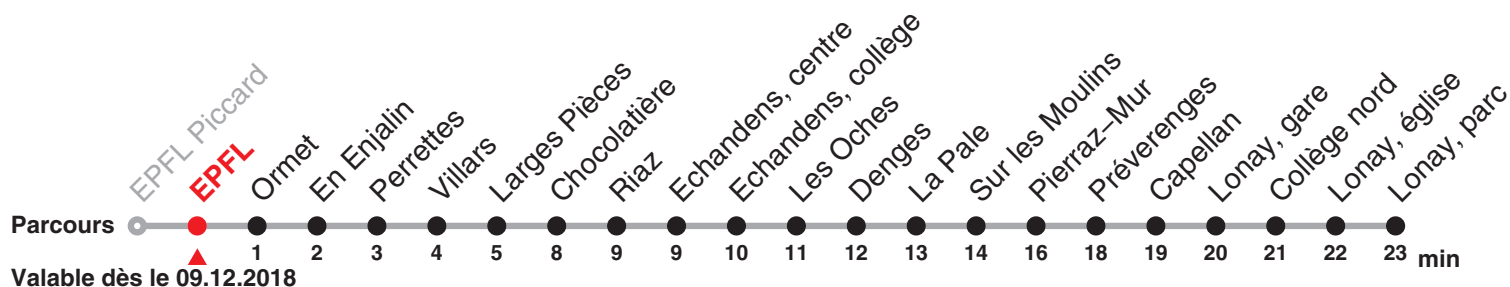 EPFL Piccard
EPFL
Ormet
En Enjalin
Perrettes
Villars
Larges Pièces
Chocolatière
Riaz
Echandens, centre
Echandens, collège
Les Oches
Denges
La Pale
Sur les Moulins
Pierraz–Mur
Préverenges
Capellan
Lonay, gare
Collège nord
Lonay, église
Lonay, parc
Parcours
1 2 3 4 5 8 9 9 10 11 12 13 14 16 18 19 20 21 22 23 min
Valable dès le 09.12.2018